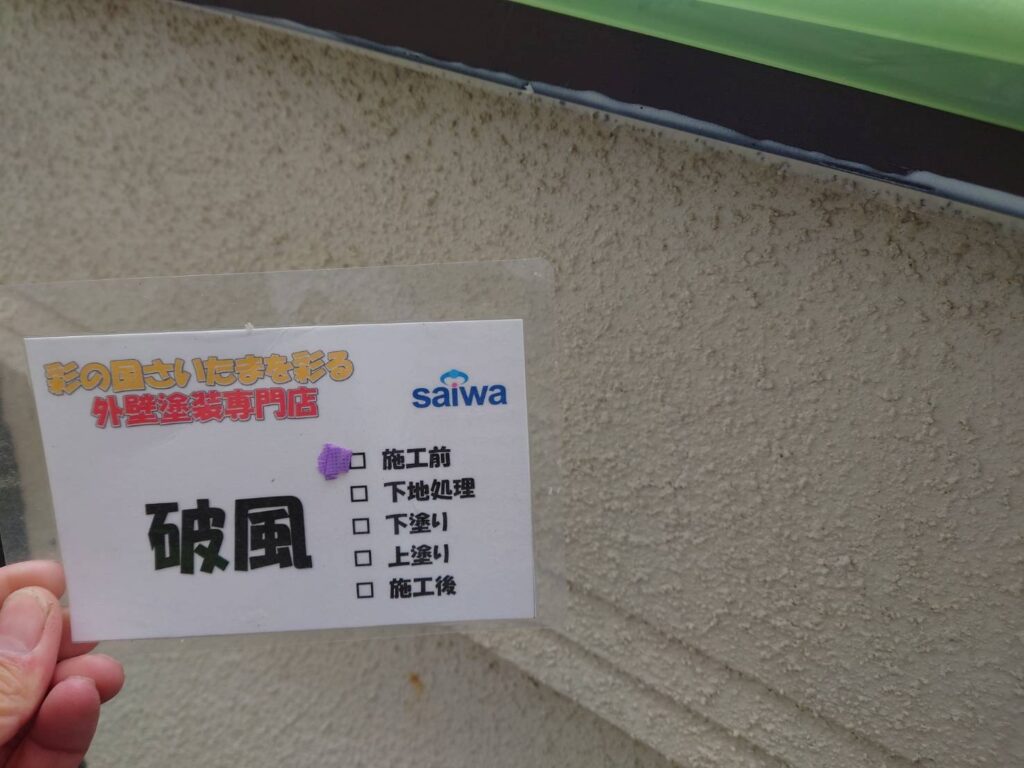 彩の国さいたまを彩る
外壁塗装専門店
saiwa
破風
□ 施工前
□ 下地処理
□ 下塗り
□ 上塗り
□ 施工後